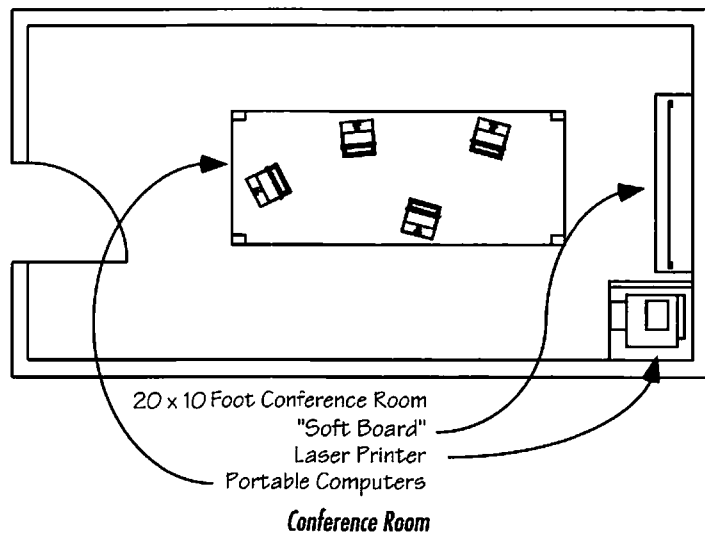 20 x 10 Foot Conference Room
"Soft Board"
Laser Printer
Portable Computers
Conference Room